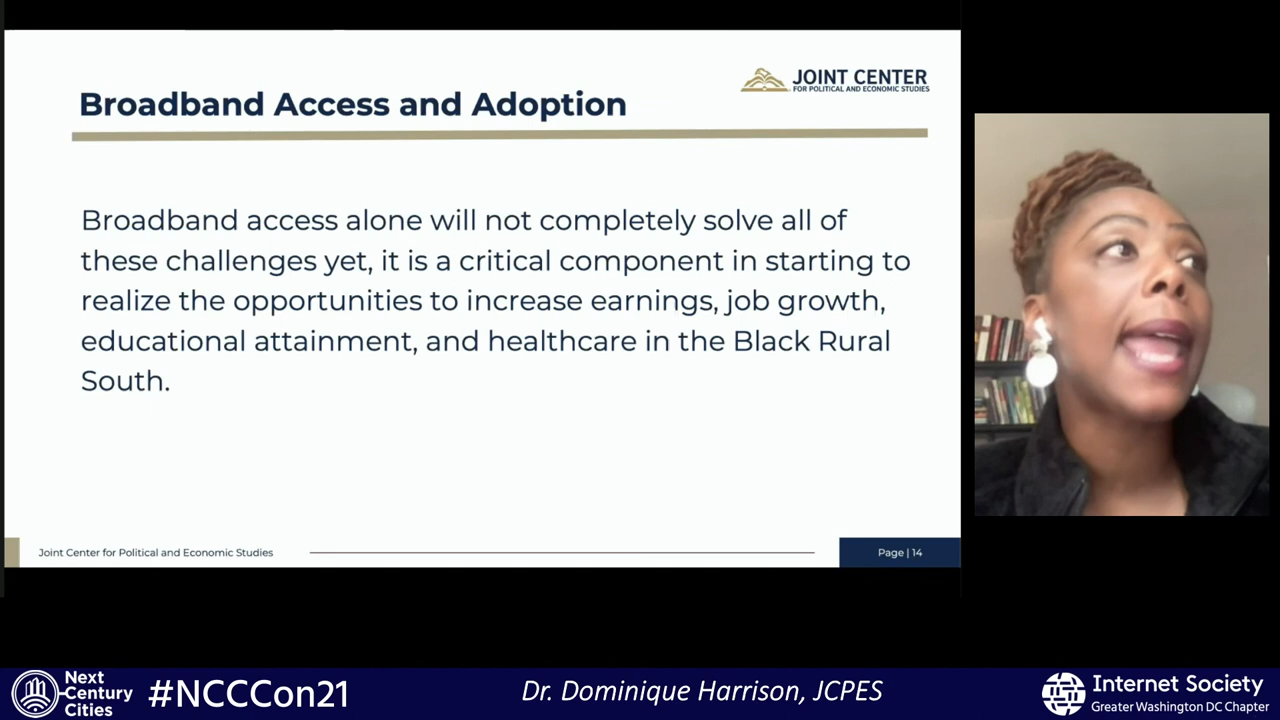 Broadband Access and Adoption
JOINT CENTER
FOR POLITICAL AND ECONOMIC STUDIES
Broadband access alone will not completely solve all of
these challenges yet, it is a critical component in starting to
realize the opportunities to increase earnings, job growth,
educational attainment, and healthcare in the Black Rural
South.
Joint Center for Political and Economic Studies
Page | 14
Next
Century
Cities
#NCCCon21
Dr. Dominique Harrison, JCPES
Internet Society
Greater Washington DC Chapter